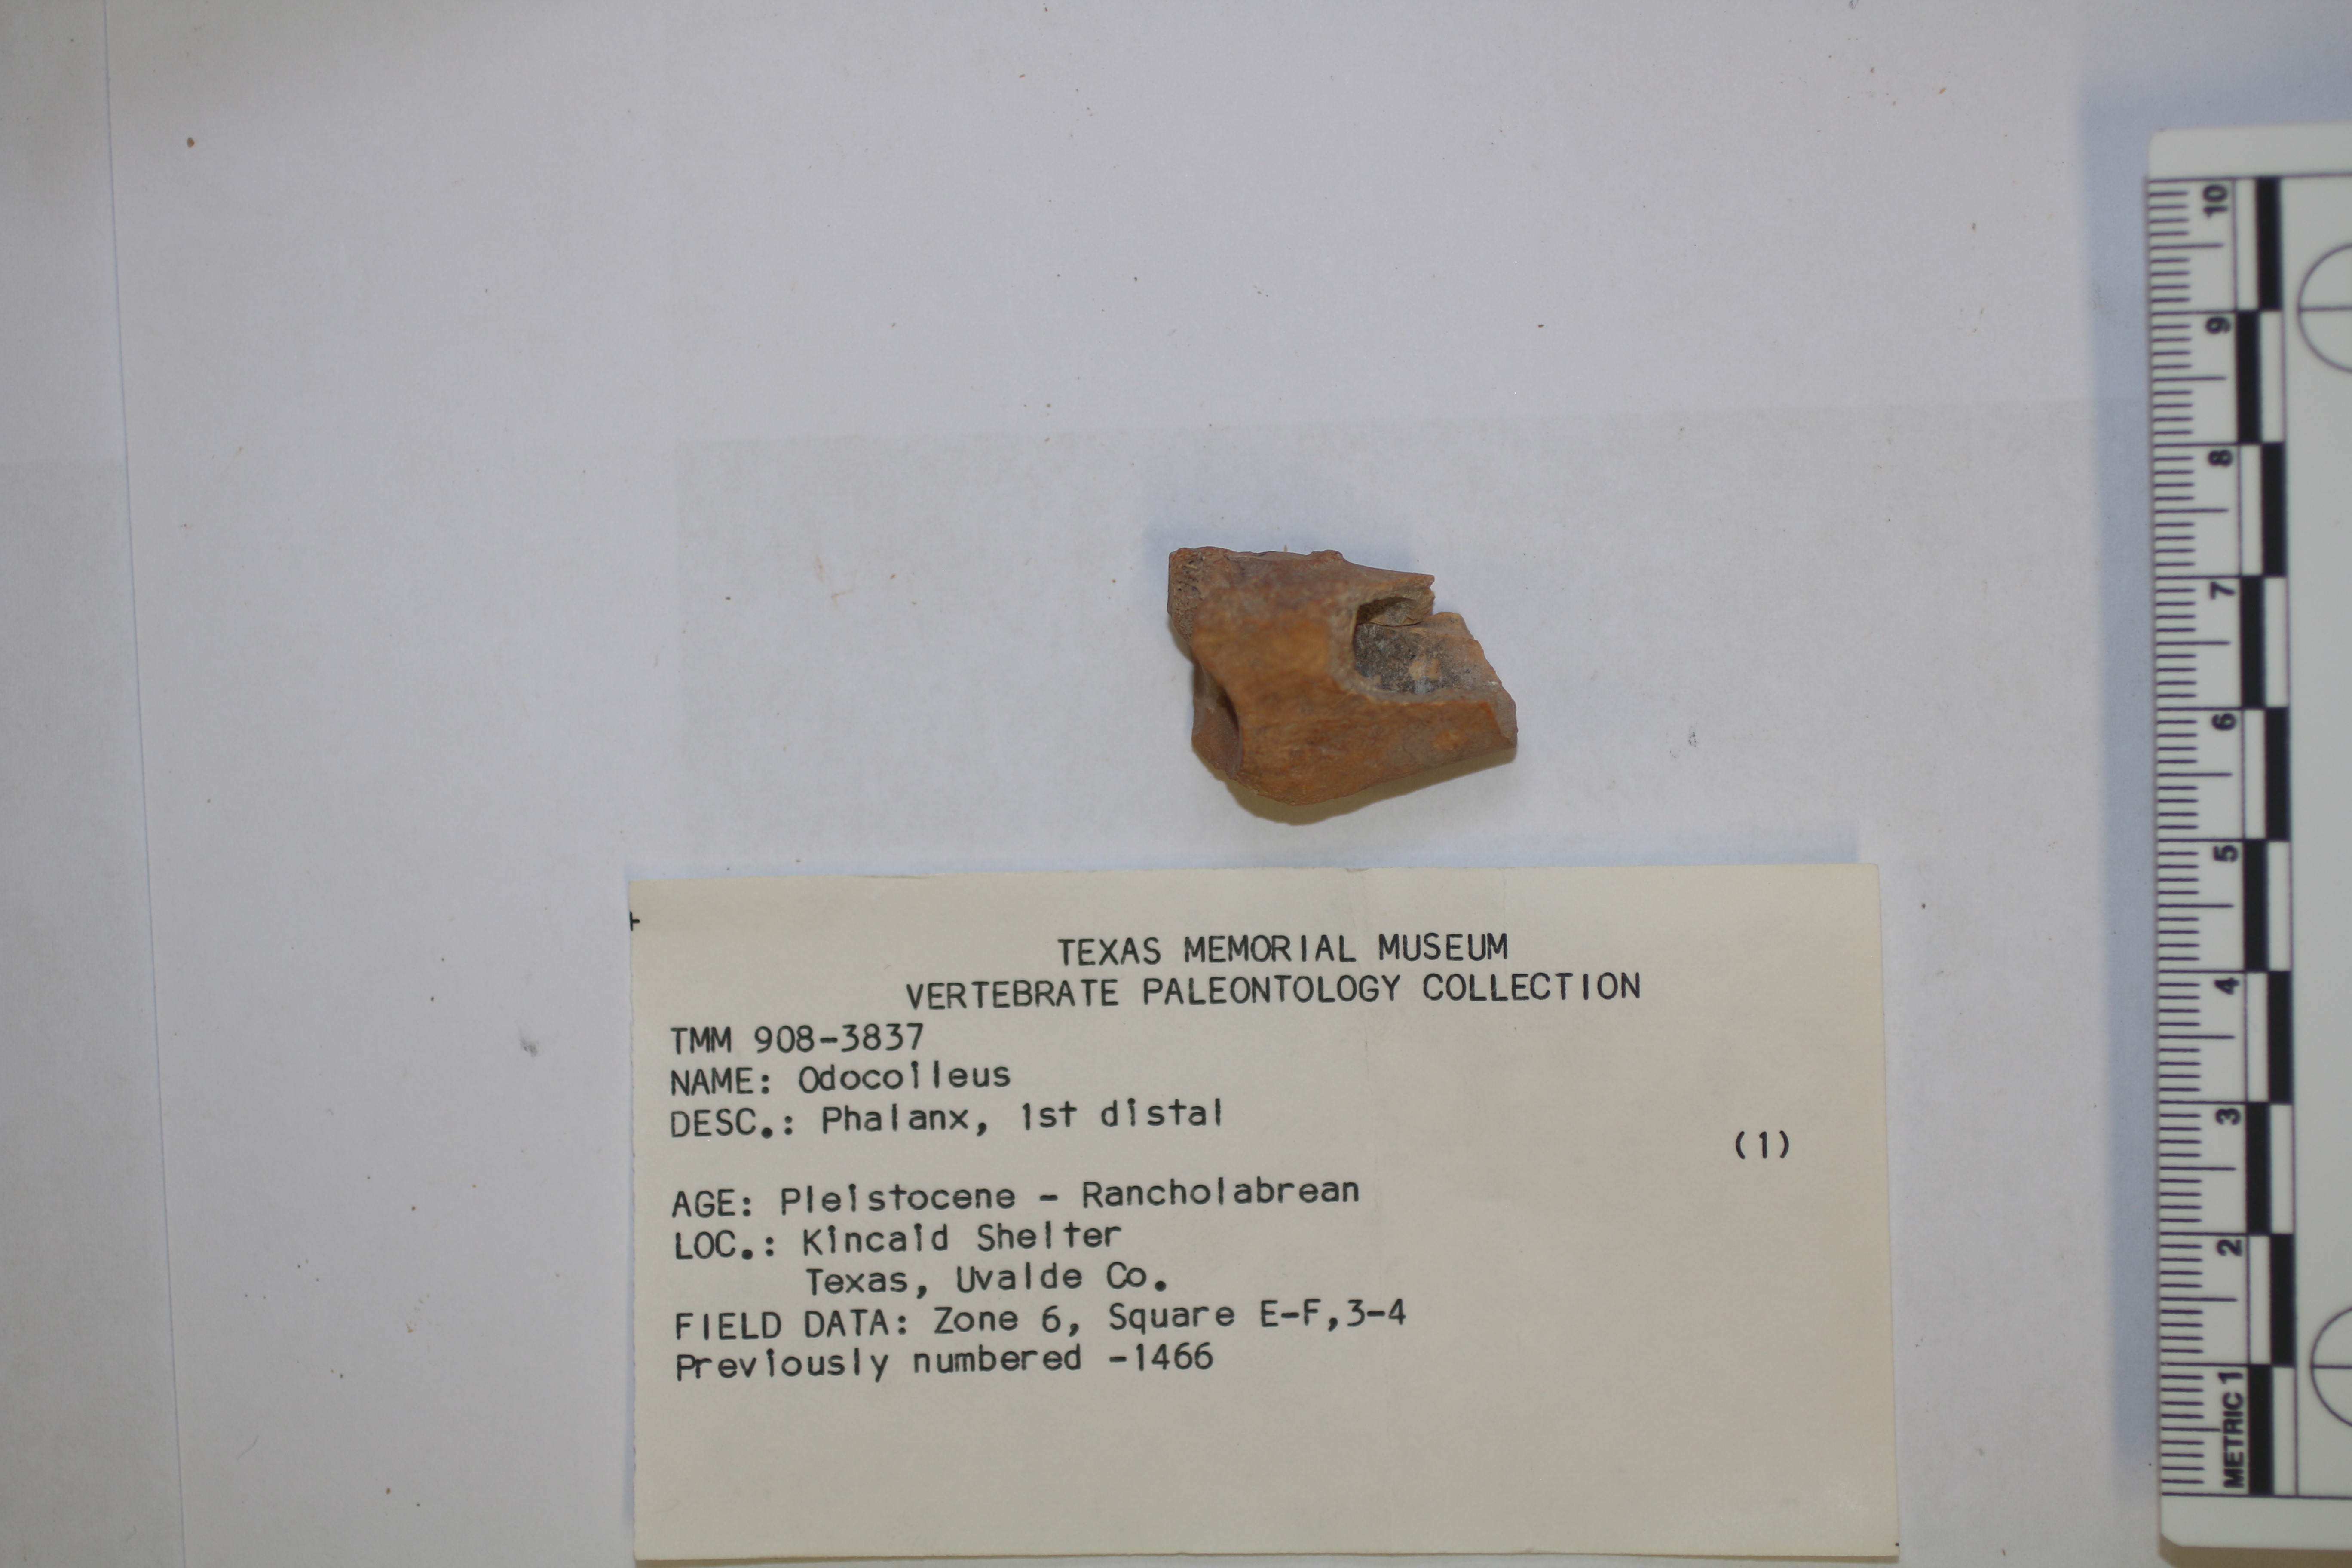 TEXAS MEMORIAL MUSEUM
VERTEBRATE PALEONTOLOGY COLLECTION
TMM 908-3837
NAME: Odocoileus
DESC.: Phalanx, 1st distal
(1)
AGE: Pleistocene - Rancholabrean
LOC.: Kincaid Shelter
Texas, Uvalde Co.
FIELD DATA: Zone 6, Square E-F,3-4
Previously numbered -1466
METRIC 1 2 3 4 5 6 7 8 9 10